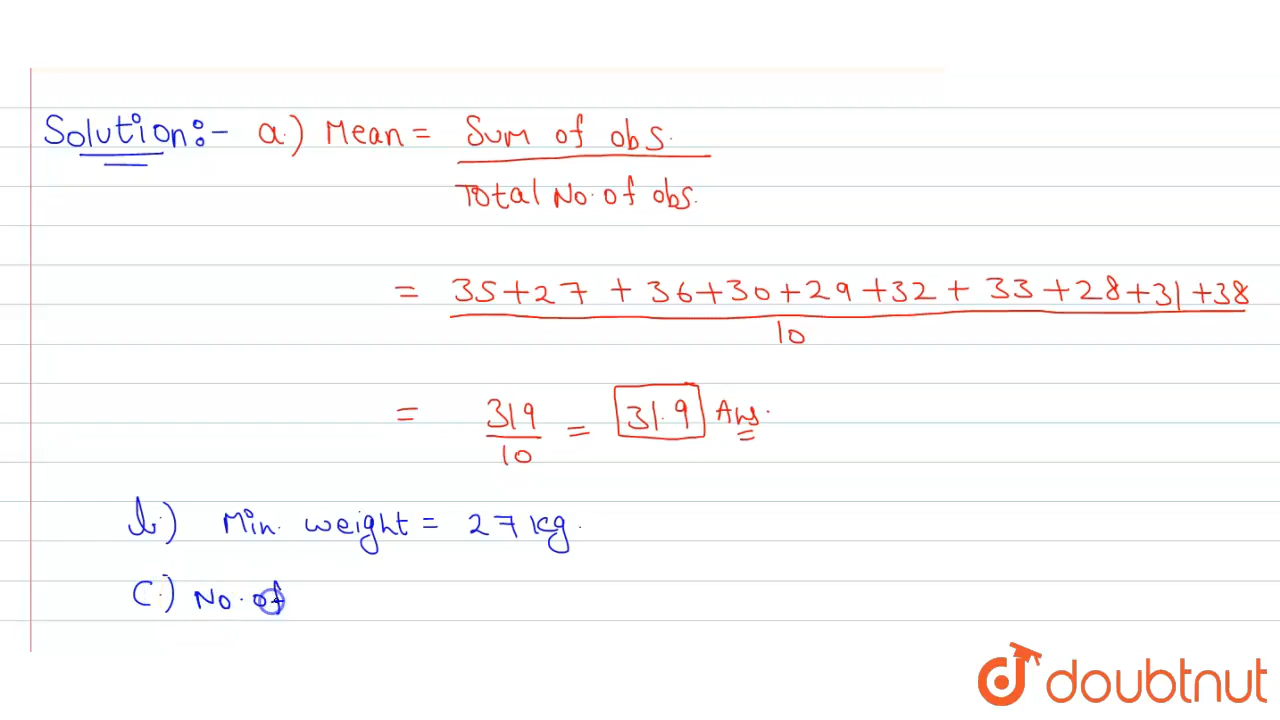 Solution:- a.) Mean = Sum of obs.
Total No. of obs.
= 35+27 + 36+30+29+32 + 33+28+31+38
10
= 319 = 31.9 Ans.
10
b.) Min. weight = 27 kg.
c.) No. of
doubtnut